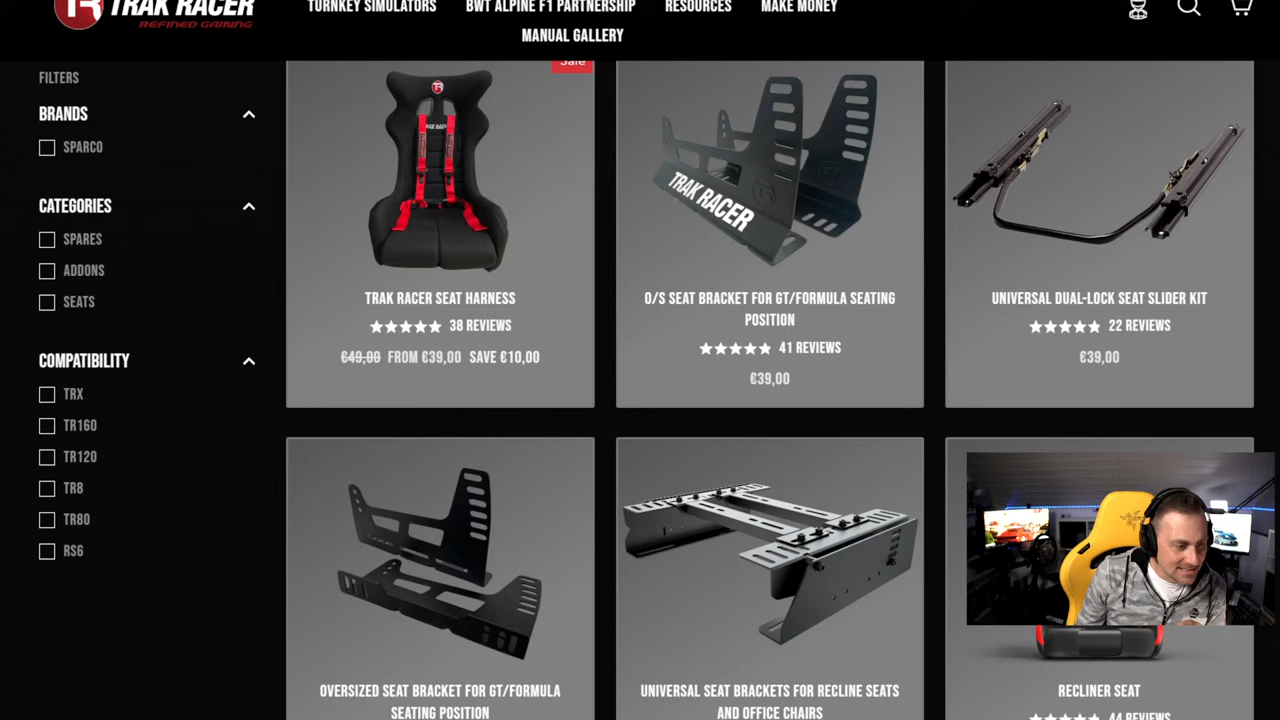 TRAK RACER
REFINED GAMING
TURNKEY SIMULATORS
BWT ALPINE F1 PARTNERSHIP
RESOURCES
MAKE MONEY
MANUAL GALLERY
FILTERS
BRANDS
SPARCO
CATEGORIES
SPARES
ADDONS
SEATS
COMPATIBILITY
TRX
TR160
TR120
TR8
TR80
RS6
Sale
TRAK RACER SEAT HARNESS
38 REVIEWS
€49,00 FROM €39,00 SAVE €10,00
TRAK RACER
O/S SEAT BRACKET FOR GT/FORMULA SEATING
POSITION
41 REVIEWS
€39,00
UNIVERSAL DUAL-LOCK SEAT SLIDER KIT
22 REVIEWS
€39,00
OVERSIZED SEAT BRACKET FOR GT/FORMULA
SEATING POSITION
UNIVERSAL SEAT BRACKETS FOR RECLINE SEATS
AND OFFICE CHAIRS
RECLINER SEAT
44 REVIEWS